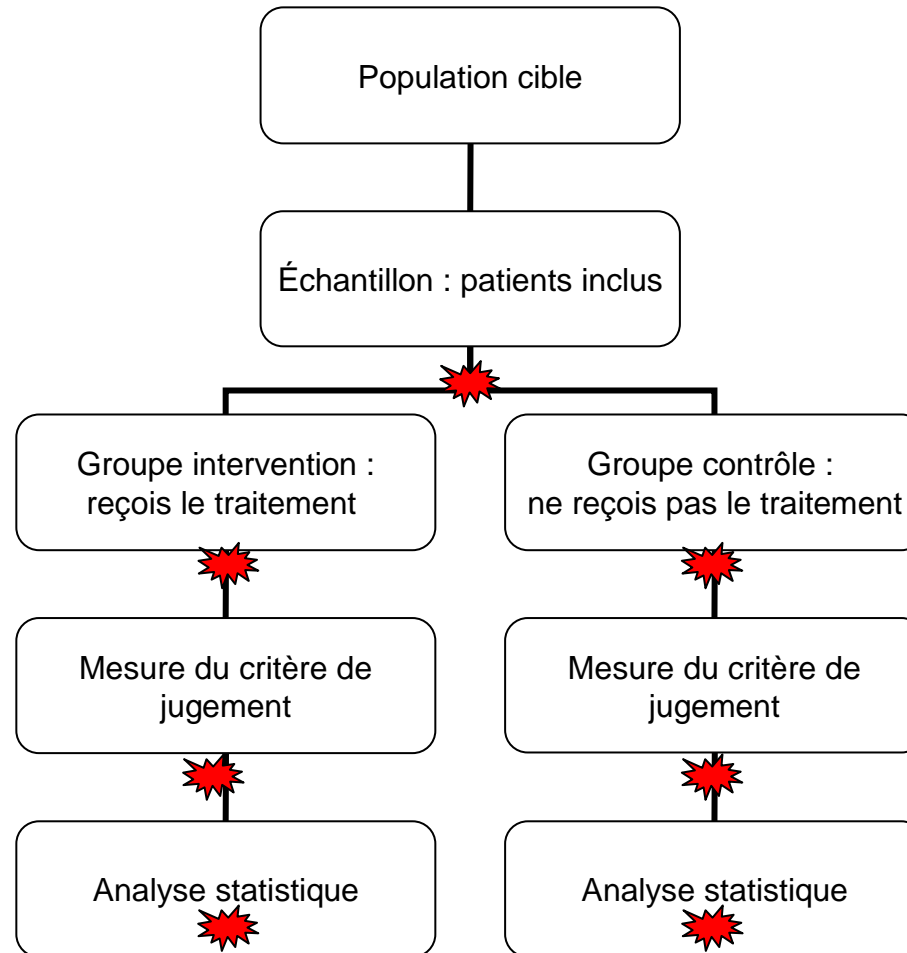 Population cible
Échantillon : patients inclus
Groupe intervention :
reçois le traitement
Groupe contrôle :
ne reçois pas le traitement
Mesure du critère de
jugement
Mesure du critère de
jugement
Analyse statistique
Analyse statistique